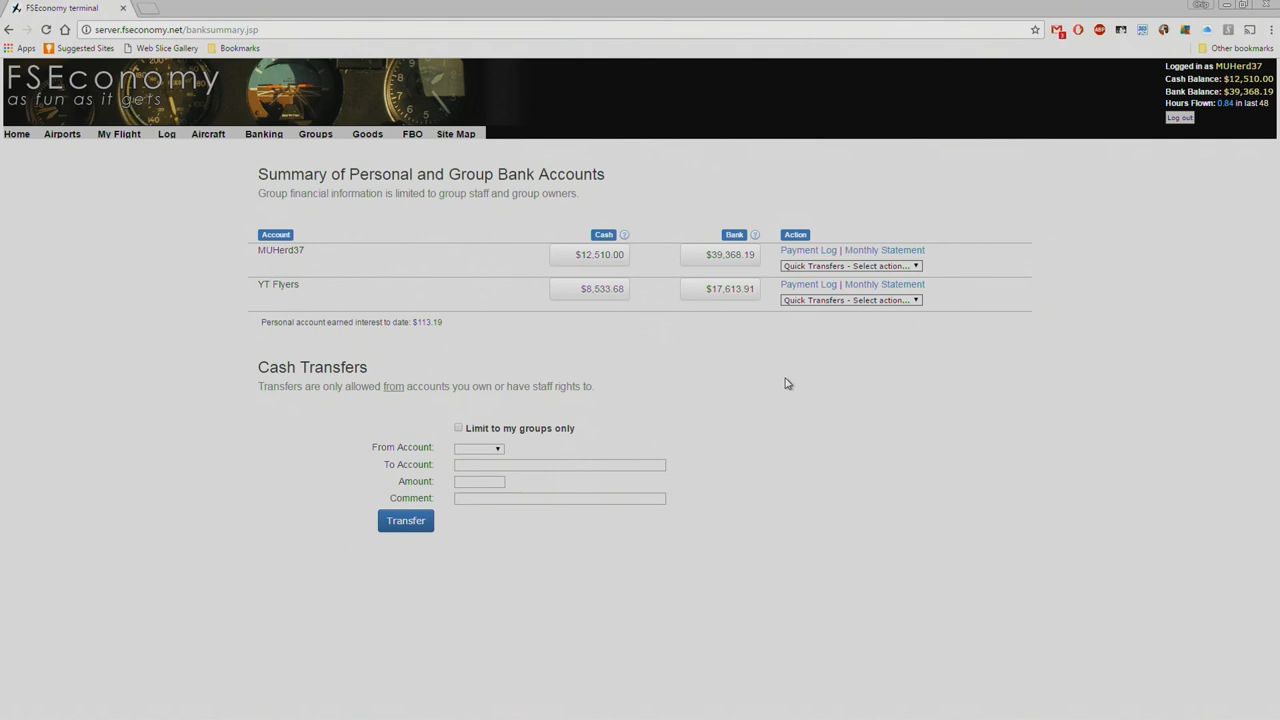 FSEconomy terminal
Chip
server.fseconomy.net/banksummary.jsp
Apps Suggested Sites Web Slice Gallery Bookmarks Other bookmarks
FSEconomy
as fun as it gets
Logged in as MUHerd37
Cash Balance: $12,510.00
Bank Balance: $39,368.19
Hours Flown: 0.84 in last 48
Log out
Home Airports My Flight Log Aircraft Banking Groups Goods FBO Site Map
Summary of Personal and Group Bank Accounts
Group financial information is limited to group staff and group owners.
Account Cash ? Bank ? Action
MUHerd37 $12,510.00 $39,368.19 Payment Log | Monthly Statement
Quick Transfers - Select action...
YT Flyers $8,533.68 $17,613.91 Payment Log | Monthly Statement
Quick Transfers - Select action...
Personal account earned interest to date: $113.19
Cash Transfers
Transfers are only allowed from accounts you own or have staff rights to.
Limit to my groups only
From Account:
To Account:
Amount:
Comment:
Transfer